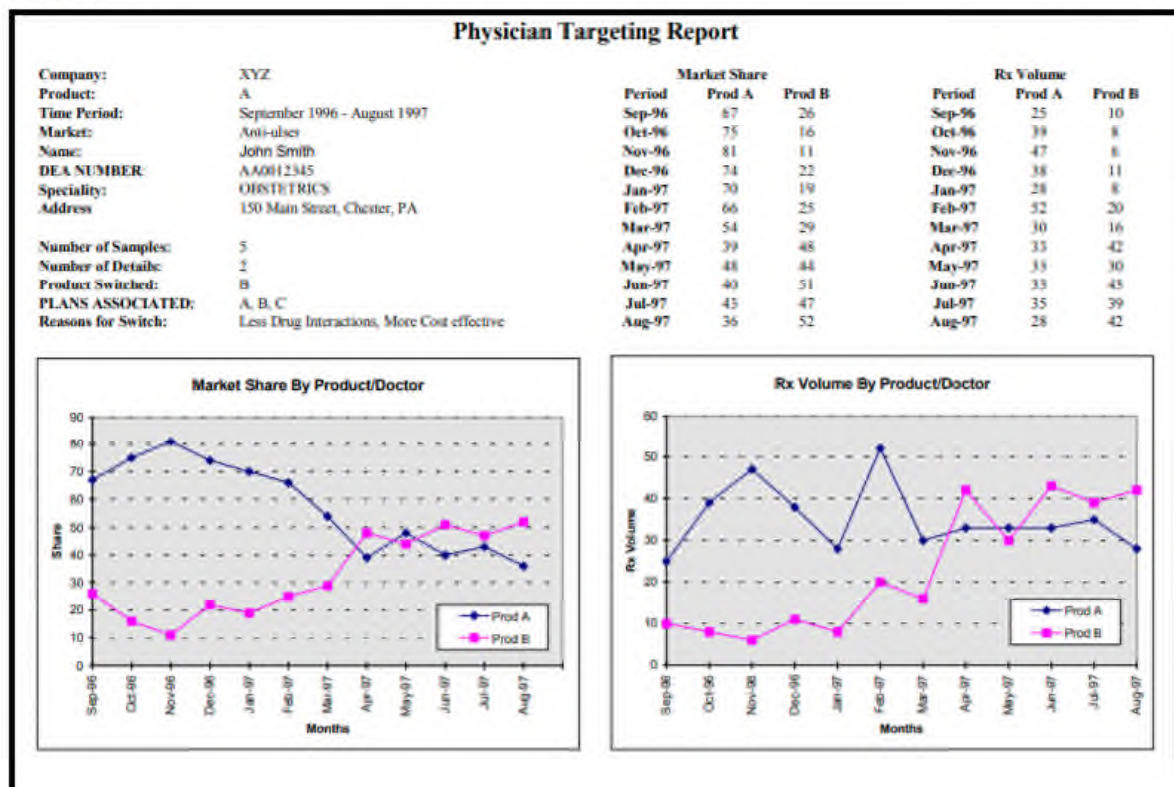 Physician Targeting Report
Company: XYZ
Product: A
Time Period: September 1996 - August 1997
Market: Anti-ulser
Name: John Smith
DEA NUMBER
Speciality: OBSTETRICS
Address 150 Main Street, Chester, PA
Number of Samples: 5
Number of Details: 2
Product Switched: B
PLANS ASSOCIATED: A, B, C
Reasons for Switch: Less Drug Interactions, More Cost effective
Market Share
Period Prod A Prod B
Sep-96 67 26
Oct-96 75 16
Nov-96 81 11
Dec-96 74 22
Jan-97 70 19
Feb-97 66 25
Mar-97 54 29
Apr-97 39 48
May-97 48 44
Jun-97 40 51
Jul-97 43 47
Aug-97 36 52
Rx Volume
Period Prod A Prod B
Sep-96 25 10
Oct-96 39 8
Nov-96 47 6
Dec-96 38 11
Jan-97 28 8
Feb-97 52 20
Mar-97 30 16
Apr-97 33 42
May-97 33 30
Jun-97 33 43
Jul-97 35 39
Aug-97 28 42
Market Share By Product/Doctor
Share
90
80
70
60
50
40
30
20
10
0
Prod A
Prod B
Sep-96 Oct-96 Nov-96 Dec-96 Jan-97 Feb-97 Mar-97 Apr-97 May-97 Jun-97 Jul-97 Aug-97
Months
Rx Volume By Product/Doctor
Rx Volume
60
50
40
30
20
10
0
Prod A
Prod B
Sep-96 Oct-96 Nov-96 Dec-96 Jan-97 Feb-97 Mar-97 Apr-97 May-97 Jun-97 Jul-97 Aug-97
Months